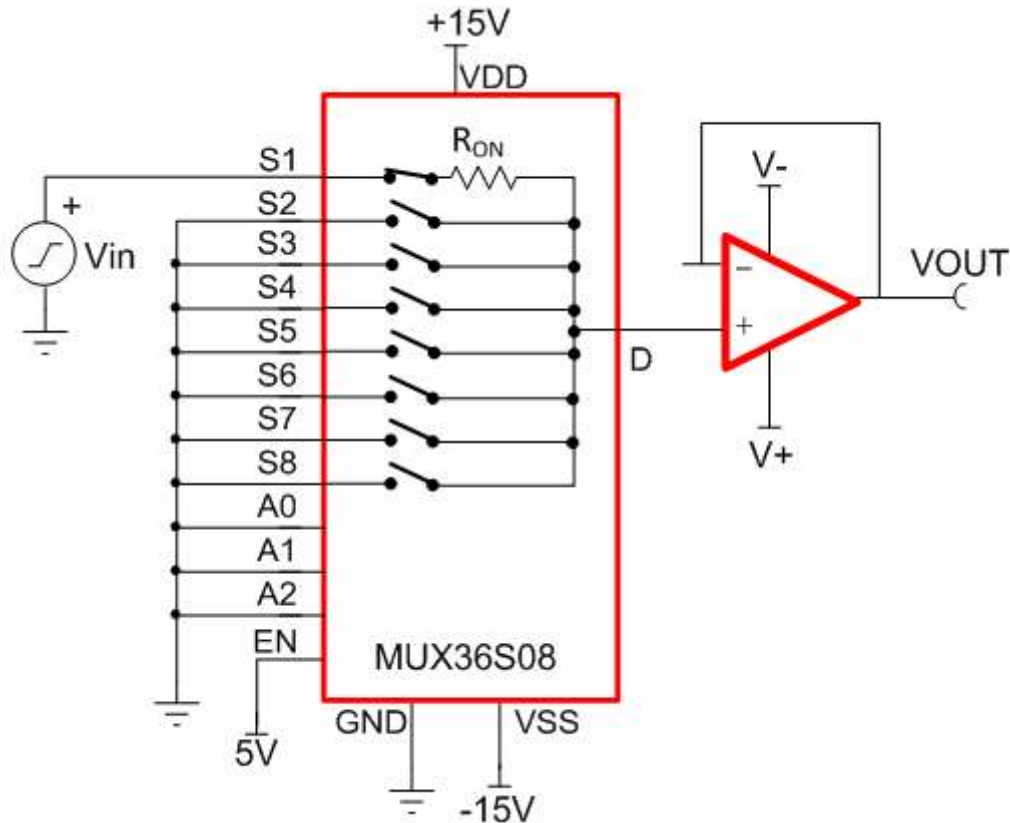 +15V
VDD
RON
S1
S2
S3
S4
S5
S6
S7
S8
A0
A1
A2
EN
+
Vin
5V
MUX36S08
GND
VSS
-15V
D
V-
−
+
V+
VOUT